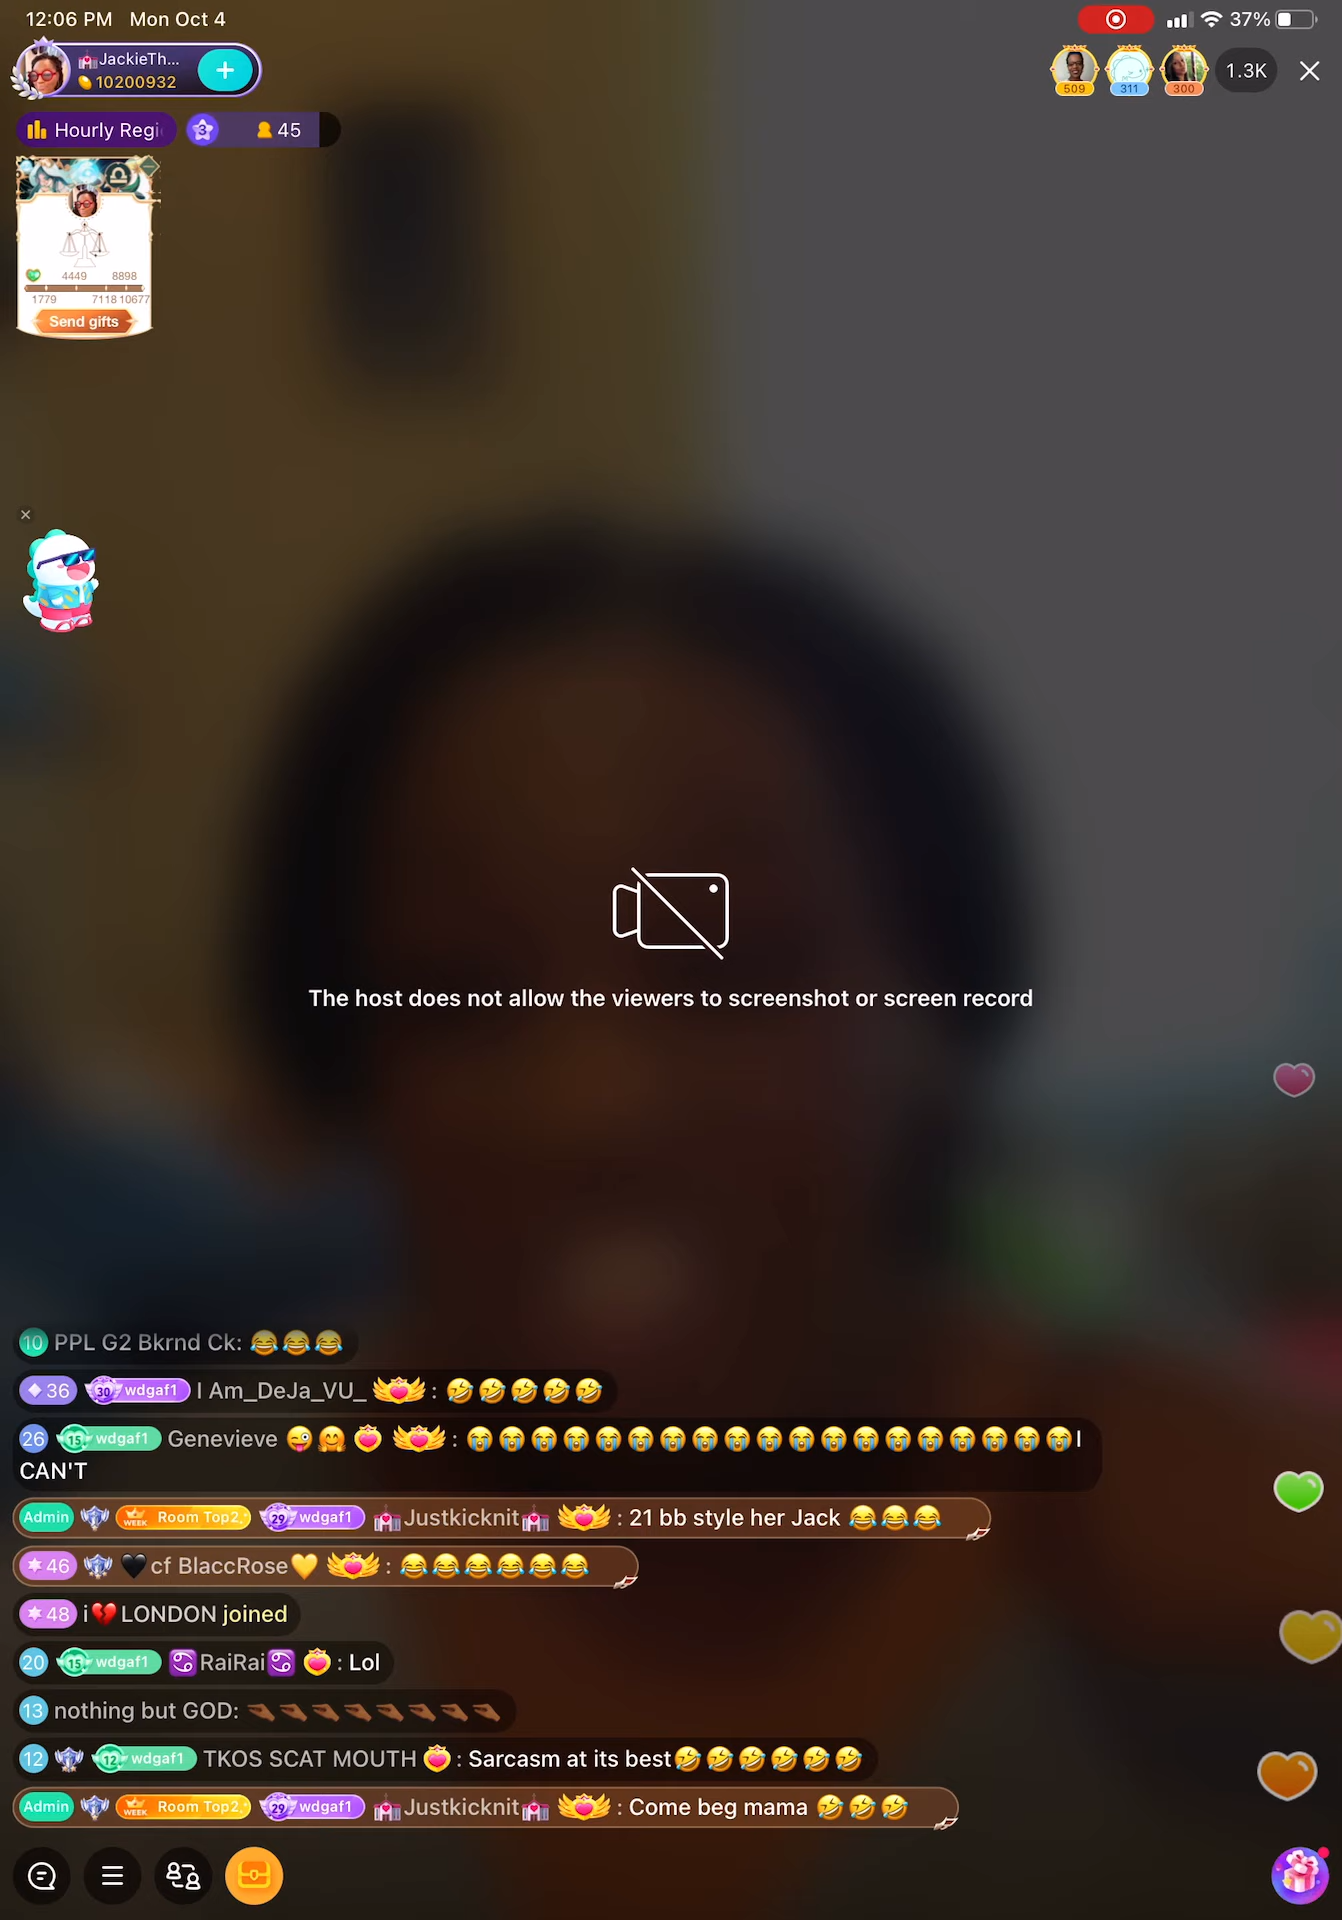 12:06 PM Mon Oct 4
37%
JackieTh...
10200932
509 311 300 1.3K
Hourly Regi
3 45
4449 8898
1779 7118 10677
Send gifts
The host does not allow the viewers to screenshot or screen record
10 PPL G2 Bkrnd Ck: 😂😂😂
36 30 wdgaf1 I Am_DeJa_VU_ : 🤣🤣🤣🤣🤣
26 15 wdgaf1 Genevieve 😜🤗 : 😭😭😭😭😭😭😭😭😭😭😭😭😭😭😭😭😭😭😭I
CAN'T
Admin WEEK Room Top2 29 wdgaf1 🏩Justkicknit🏩 : 21 bb style her Jack 😂😂😂
46 🖤cf BlaccRose💛 : 😂😂😂😂😂😂
48 i💔LONDON joined
20 15 wdgaf1 ♋RaiRai♋ : Lol
13 nothing but GOD:
12 12 wdgaf1 TKOS SCAT MOUTH : Sarcasm at its best🤣🤣🤣🤣🤣🤣
Admin WEEK Room Top2 29 wdgaf1 🏩Justkicknit🏩 : Come beg mama 🤣🤣🤣